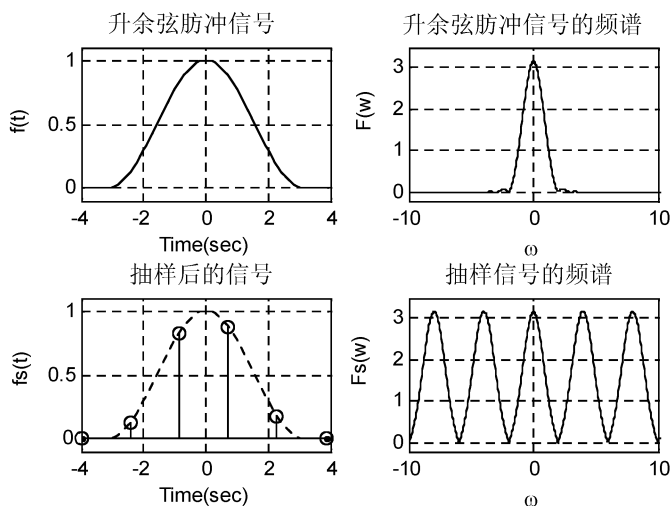 升余弦肪冲信号
f(t)
1
0.5
0
-4 -2 0 2 4
Time(sec)
升余弦肪冲信号的频谱
F(w)
3
2
1
0
-10 0 10
ω
抽样后的信号
fs(t)
1
0.5
0
-4 -2 0 2 4
Time(sec)
抽样信号的频谱
Fs(w)
3
2
1
0
-10 0 10
ω